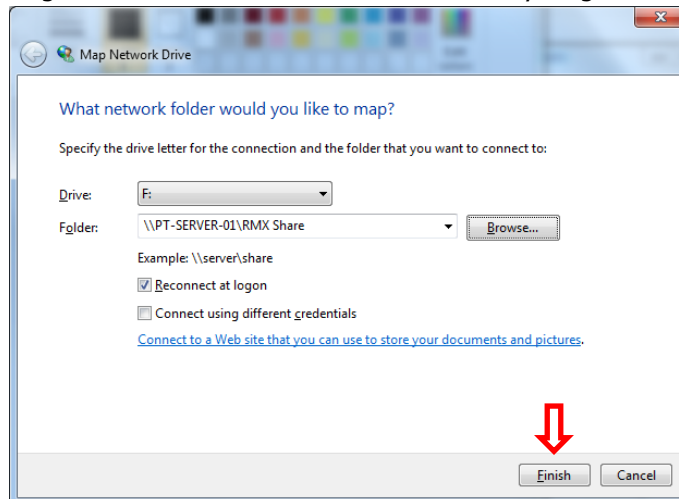 Map Network Drive
What network folder would you like to map?
Specify the drive letter for the connection and the folder that you want to connect to:
Drive: F:
Folder: \\PT-SERVER-01\RMX Share Browse...
Example: \\server\share
Reconnect at logon
Connect using different credentials
Connect to a Web site that you can use to store your documents and pictures.
Finish Cancel